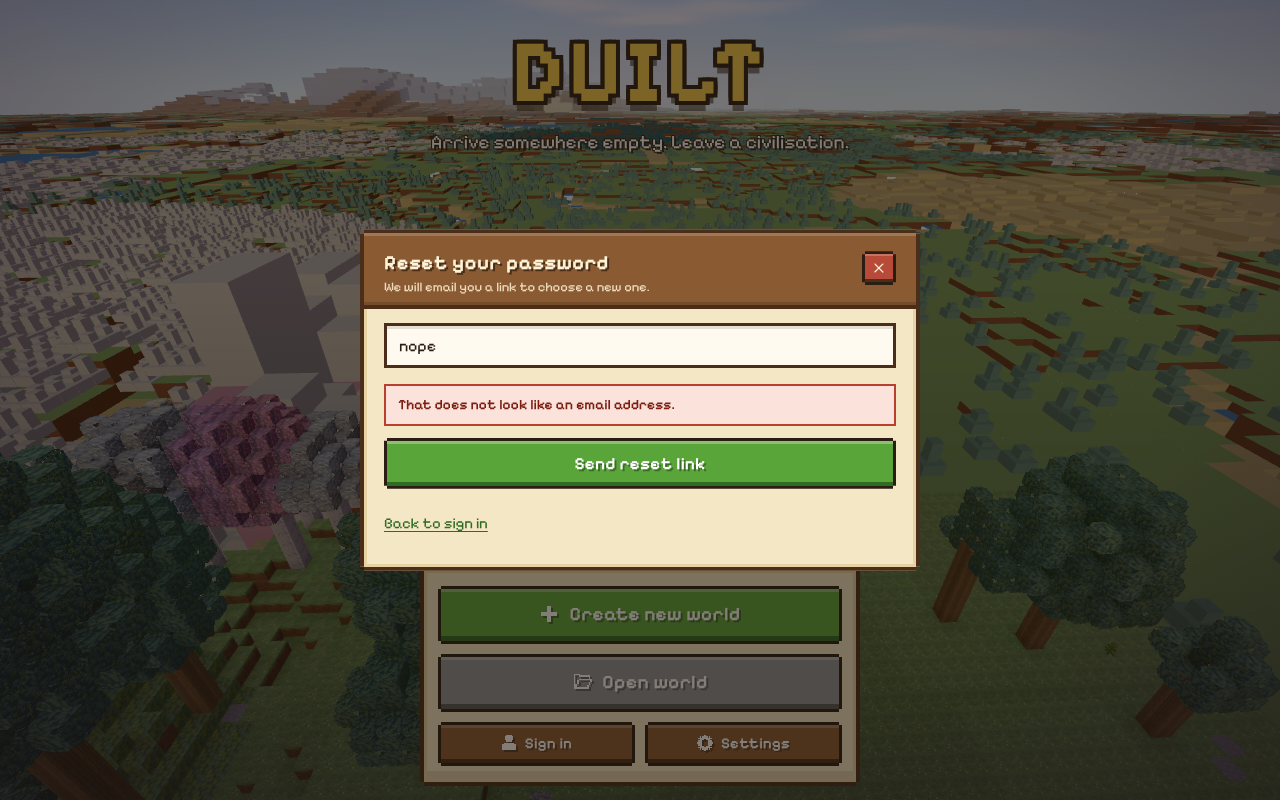 DUILT
Arrive somewhere empty. Leave a civilisation.
Reset your password
We will email you a link to choose a new one.
nope
That does not look like an email address.
Send reset link
Back to sign in
Create new world
Open world
Sign in
Settings